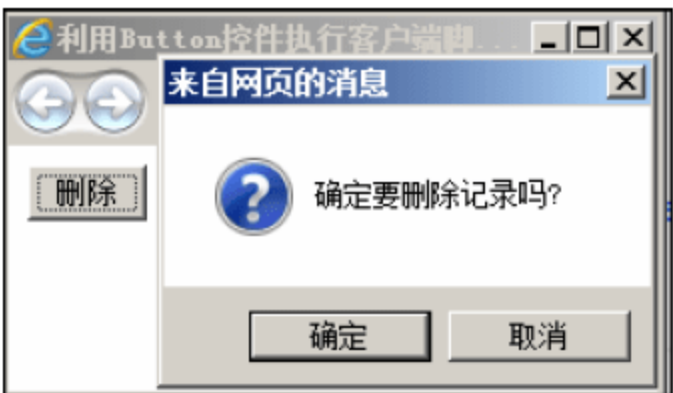 利用Button控件执行客户端脚...
来自网页的消息
删除
确定要删除记录吗?
确定
取消